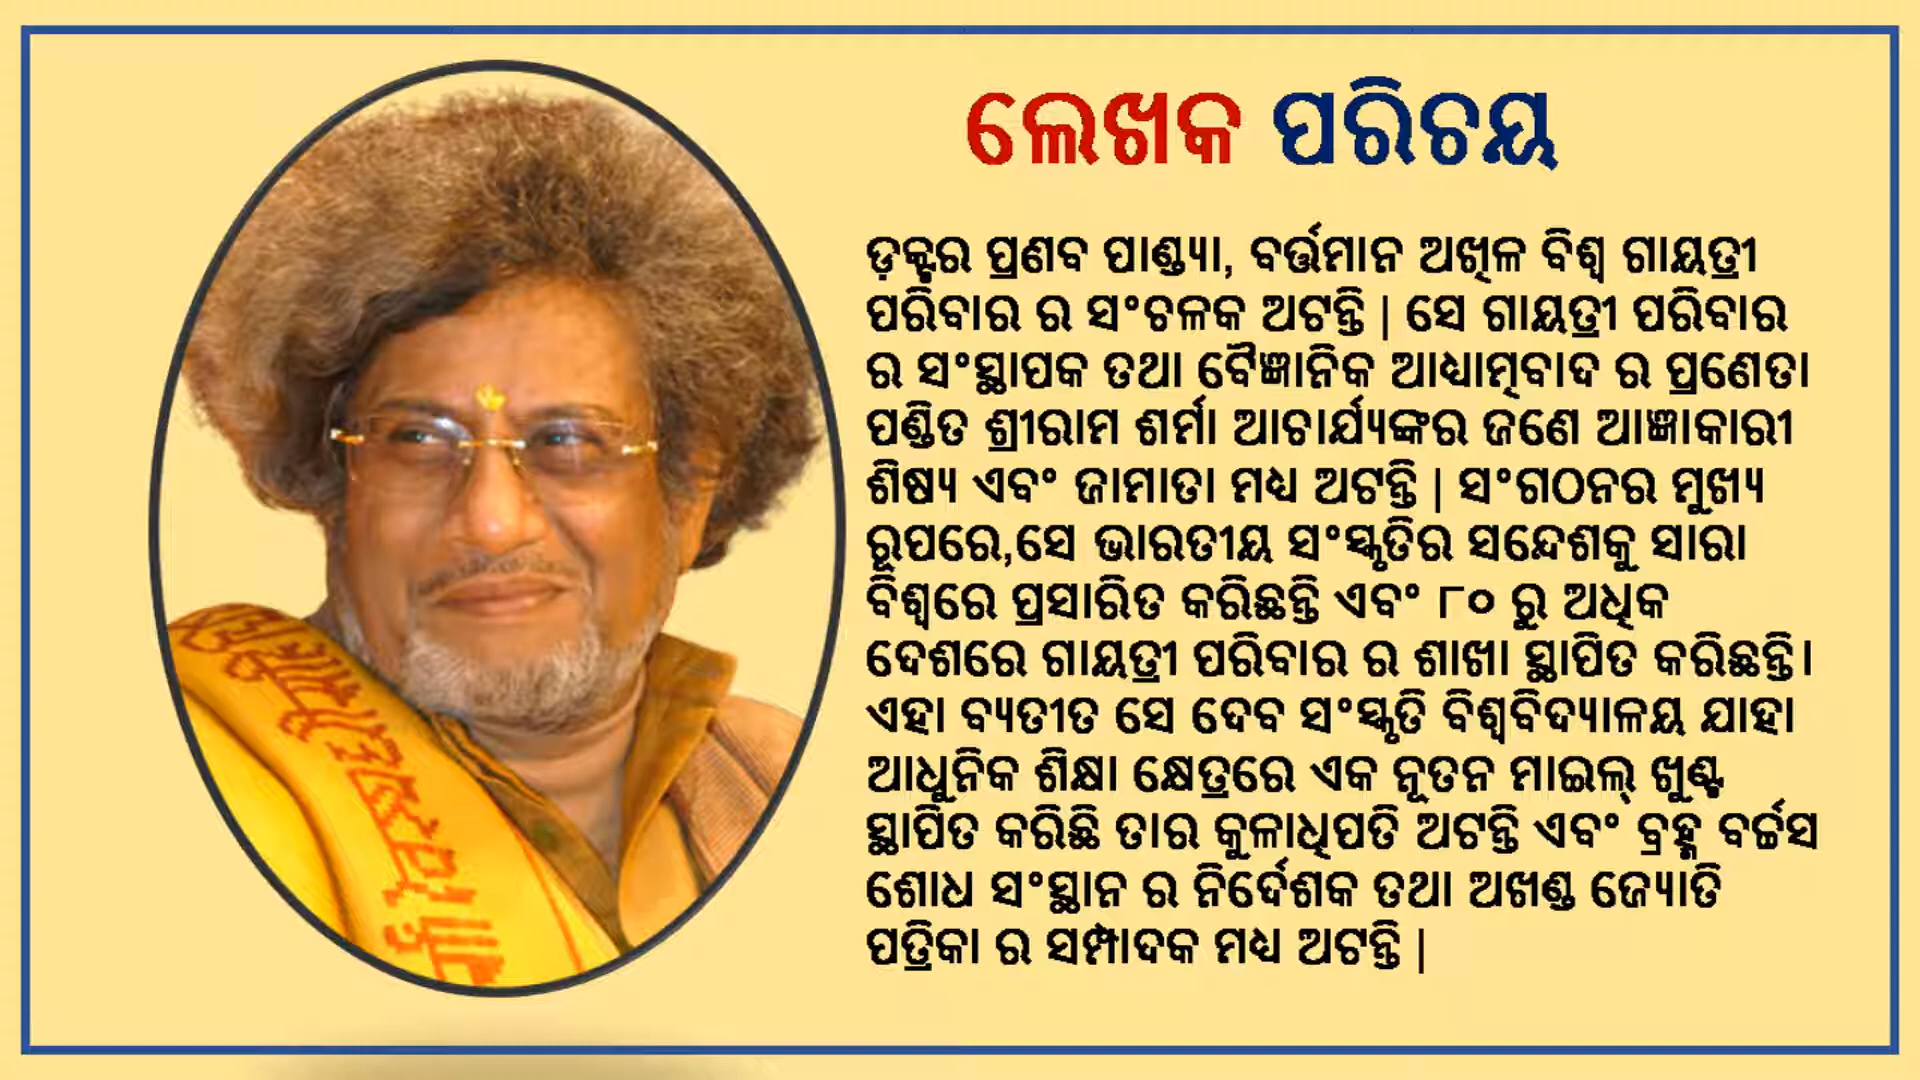 ଲେଖକ ପରିଚୟ
ଡ଼କ୍ଟର ପ୍ରଣବ ପାଣ୍ଡ୍ୟା, ବର୍ତ୍ତମାନ ଅଖିଳ ବିଶ୍ୱ ଗାୟତ୍ରୀ
ପରିବାର ର ସଂଚଳକ ଅଟନ୍ତି | ସେ ଗାୟତ୍ରୀ ପରିବାର
ର ସଂସ୍ଥାପକ ତଥା ବୈଜ୍ଞାନିକ ଆଧ୍ୟାତ୍ମବାଦ ର ପ୍ରଣେତା
ପଣ୍ଡିତ ଶ୍ରୀରାମ ଶର୍ମା ଆଚାର୍ଯ୍ୟଙ୍କର ଜଣେ ଆଜ୍ଞାକାରୀ
ଶିଷ୍ୟ ଏବଂ ଜାମାତା ମଧ୍ୟ ଅଟନ୍ତି | ସଂଗଠନର ମୁଖ୍ୟ
ରୂପରେ,ସେ ଭାରତୀୟ ସଂସ୍କୃତିର ସନ୍ଦେଶକୁ ସାରା
ବିଶ୍ୱରେ ପ୍ରସାରିତ କରିଛନ୍ତି ଏବଂ ୮୦ ରୁ ଅଧିକ
ଦେଶରେ ଗାୟତ୍ରୀ ପରିବାର ର ଶାଖା ସ୍ଥାପିତ କରିଛନ୍ତି।
ଏହା ବ୍ୟତୀତ ସେ ଦେବ ସଂସ୍କୃତି ବିଶ୍ୱବିଦ୍ୟାଳୟ ଯାହା
ଆଧୁନିକ ଶିକ୍ଷା କ୍ଷେତ୍ରରେ ଏକ ନୂତନ ମାଇଲ୍ ଖୁଣ୍ଟ
ସ୍ଥାପିତ କରିଛି ତାର କୁଳାଧିପତି ଅଟନ୍ତି ଏବଂ ବ୍ରହ୍ମ ବର୍ଚ୍ଚସ
ଶୋଧ ସଂସ୍ଥାନ ର ନିର୍ଦେଶକ ତଥା ଅଖଣ୍ଡ ଜ୍ୟୋତି
ପତ୍ରିକା ର ସମ୍ପାଦକ ମଧ୍ୟ ଅଟନ୍ତି |